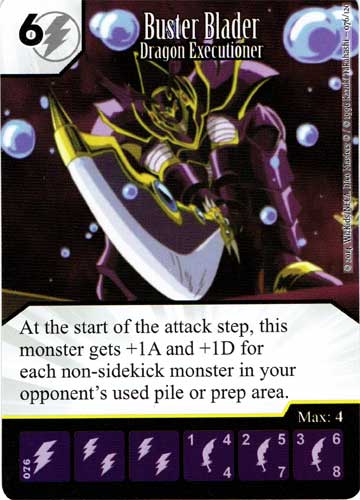 6
Buster Blader
Dragon Executioner
At the start of the attack step, this
monster gets +1A and +1D for
each non-sidekick monster in your
opponent's used pile or prep area.
Max: 4
076
1 4 4
2 5 7
3 6 8